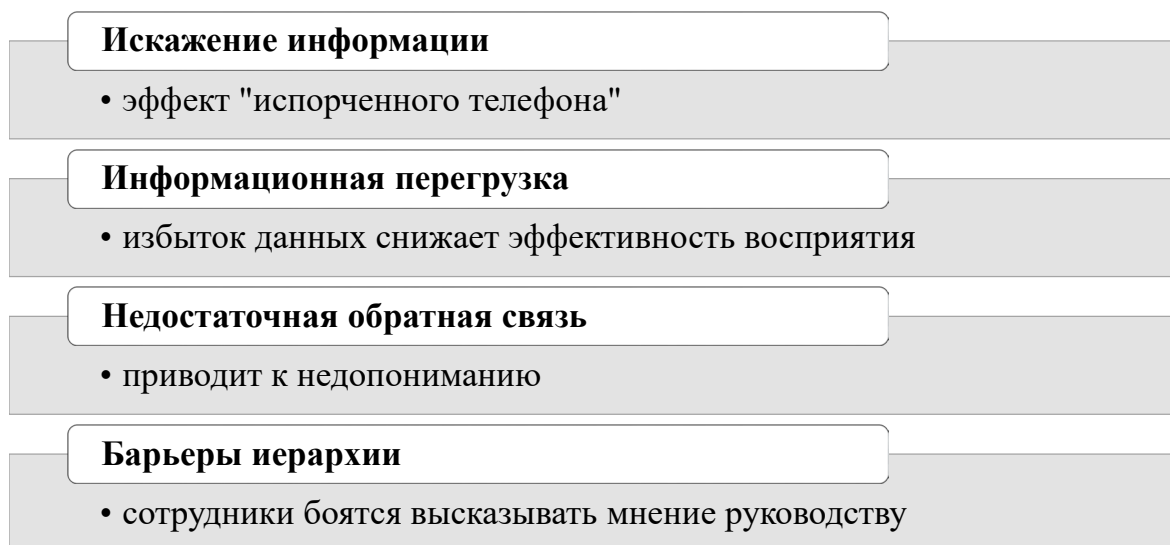 Искажение информации
• эффект "испорченного телефона"
Информационная перегрузка
• избыток данных снижает эффективность восприятия
Недостаточная обратная связь
• приводит к недопониманию
Барьеры иерархии
• сотрудники боятся высказывать мнение руководству